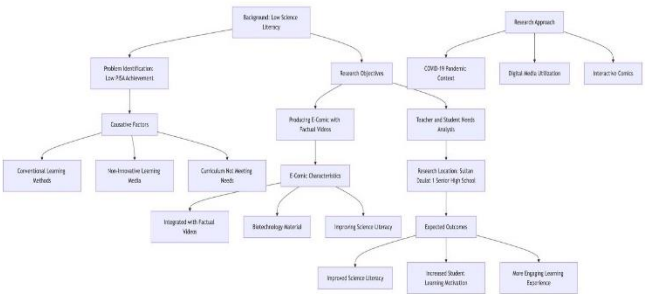 Background: Low Science
Literacy
Research Approach
Problem Identification:
Low PISA Achievement
Research Objectives
COVID-19 Pandemic
Context
Digital Media Utilization
Interactive Comics
Causative Factors
Producing E-Comic with
Factual Videos
Teacher and Student Needs
Analysis
Conventional Learning
Methods
Non-Innovative Learning
Media
Curriculum Not Meeting
Needs
E-Comic Characteristics
Research Location: Sultan
Daulat 1 Senior High School
Integrated with Factual
Videos
Biotechnology Material
Improving Science Literacy
Expected Outcomes
Improved Science Literacy
Increased Student
Learning Motivation
More Engaging Learning
Experience